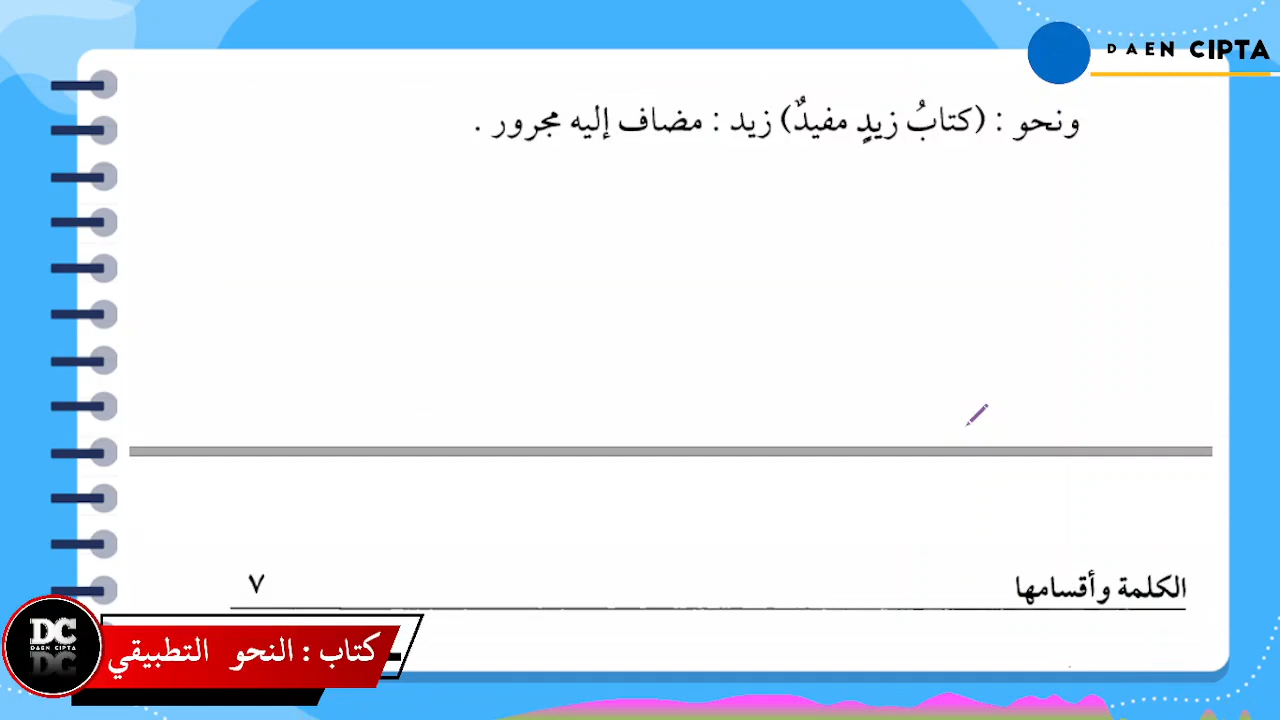 DAEN CIPTA
ونحو : (كتابُ زيدٍ مفيدٌ) زيد : مضاف إليه مجرور .
الكلمة وأقسامها ٧
DC
DAEN CIPTA
كتاب : النحو التطبيقي